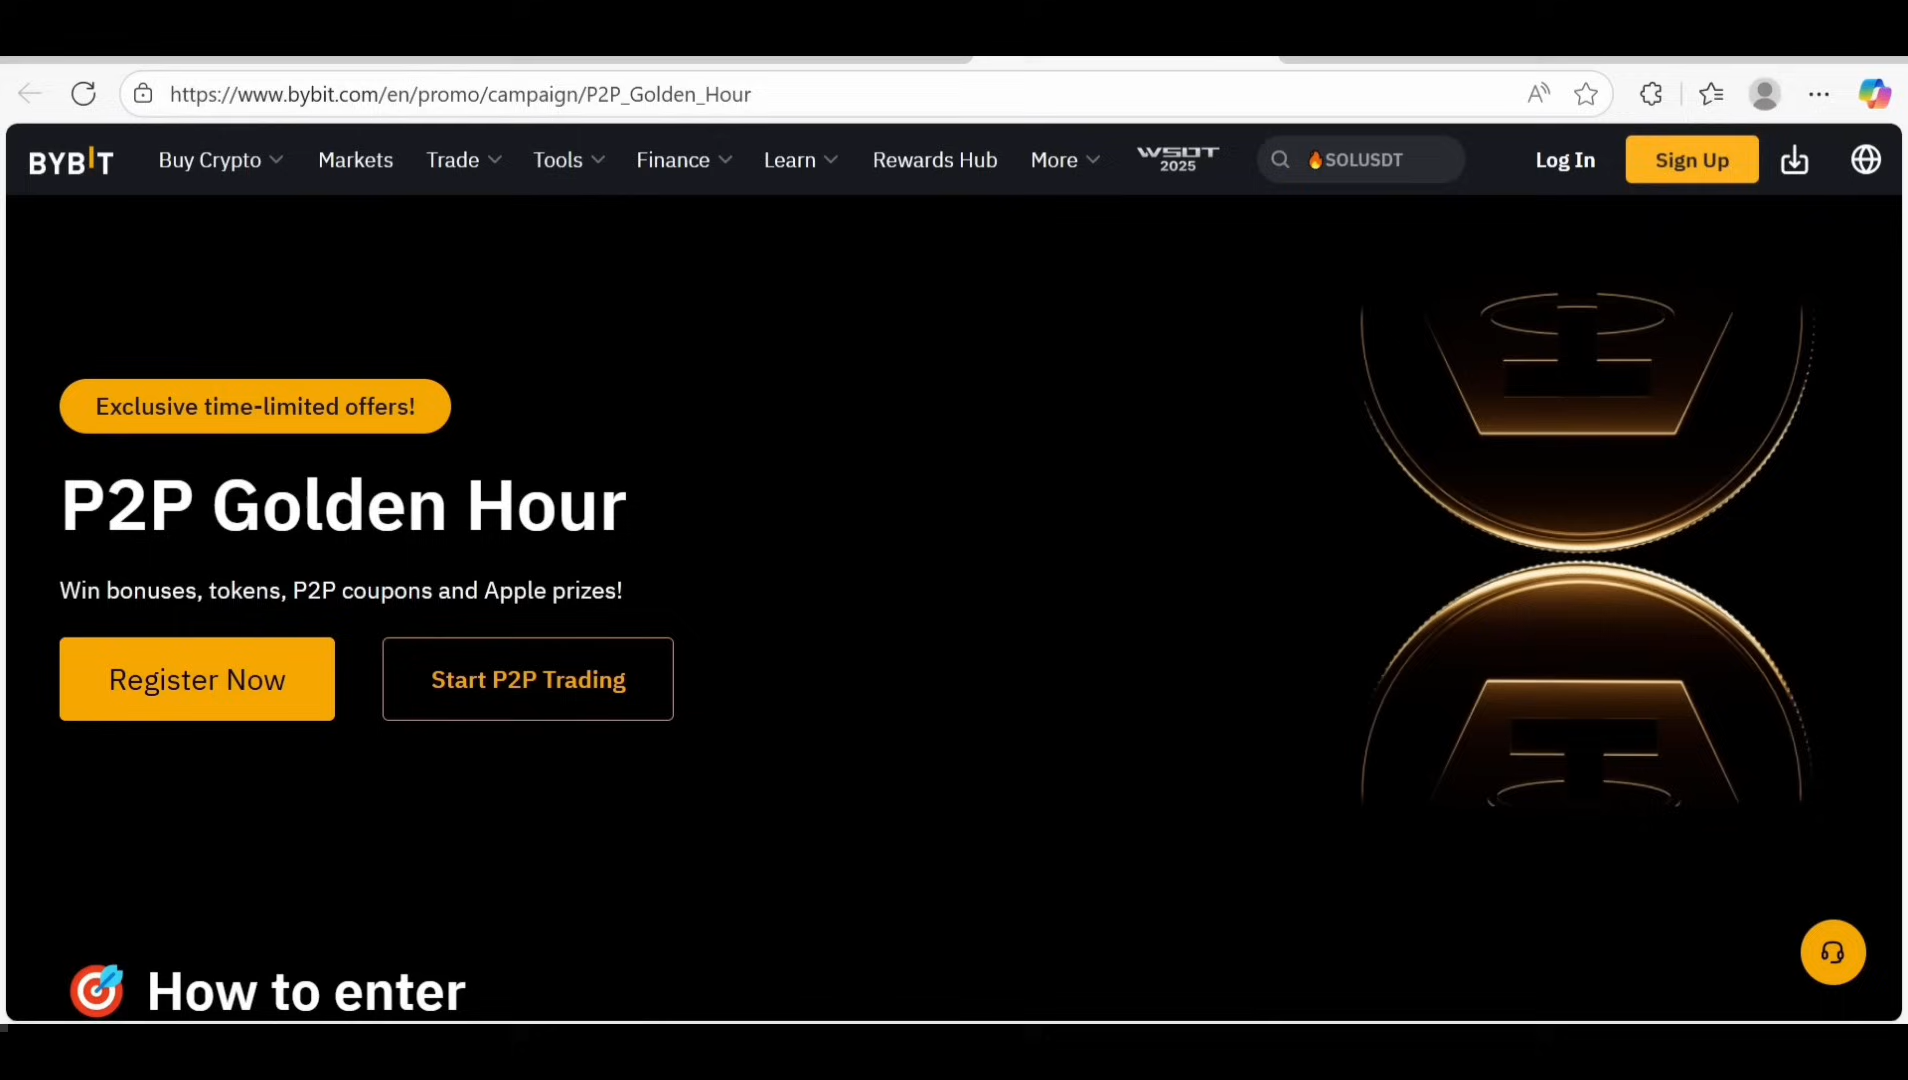 https://www.bybit.com/en/promo/campaign/P2P_Golden_Hour
BYBIT Buy Crypto Markets Trade Tools Finance Learn Rewards Hub More WSOT 2025 🔥SOLUSDT Log In Sign Up
Exclusive time-limited offers!
P2P Golden Hour
Win bonuses, tokens, P2P coupons and Apple prizes!
Register Now Start P2P Trading
🎯 How to enter